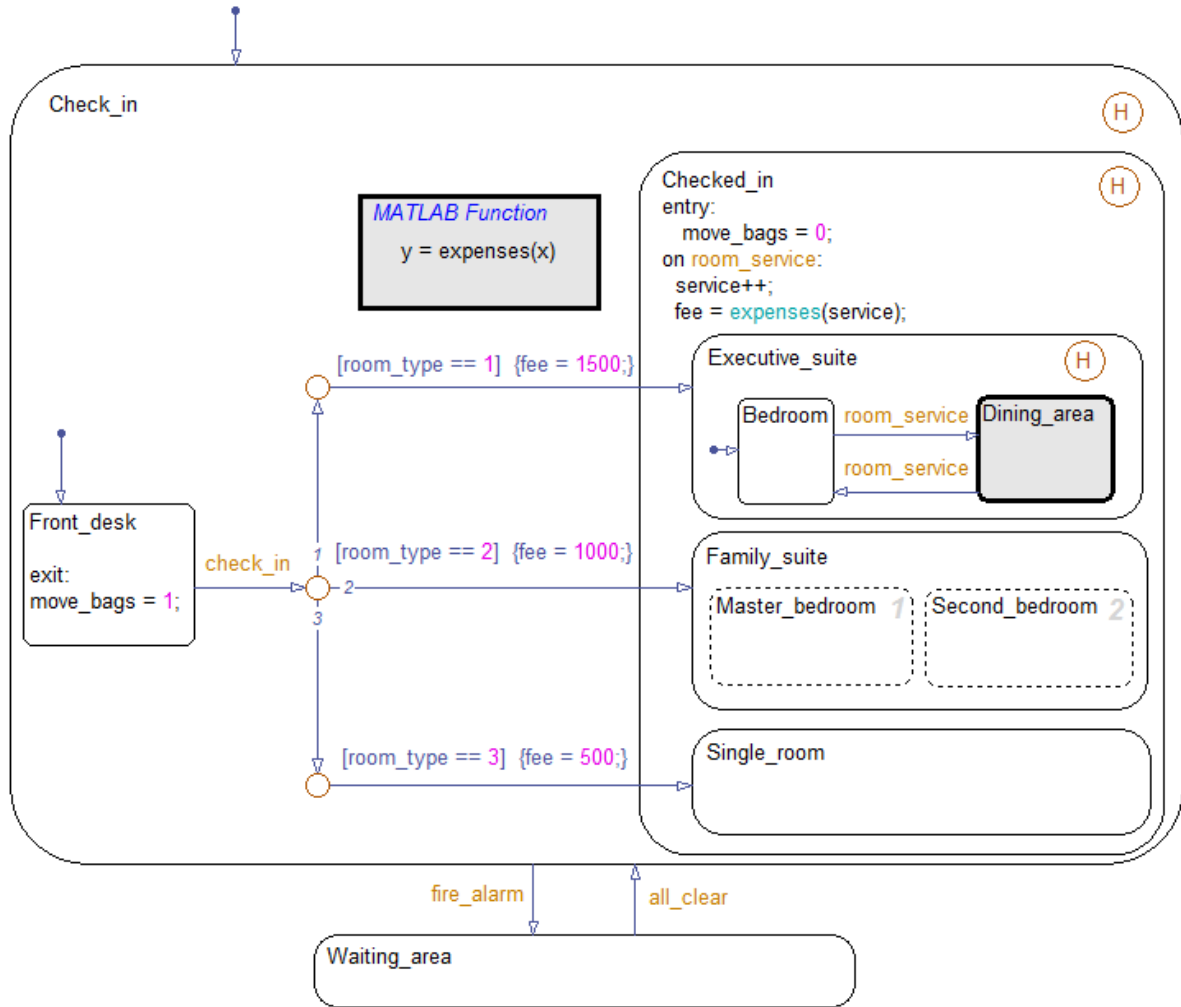 Check_in
H
Checked_in
H
entry:
move_bags = 0;
on room_service:
service++;
fee = expenses(service);
MATLAB Function
y = expenses(x)
[room_type == 1] {fee = 1500;}
Executive_suite
H
Bedroom
room_service
Dining_area
room_service
Front_desk
exit:
move_bags = 1;
check_in
1
2
3
[room_type == 2] {fee = 1000;}
Family_suite
Master_bedroom 1
Second_bedroom 2
[room_type == 3] {fee = 500;}
Single_room
fire_alarm
all_clear
Waiting_area